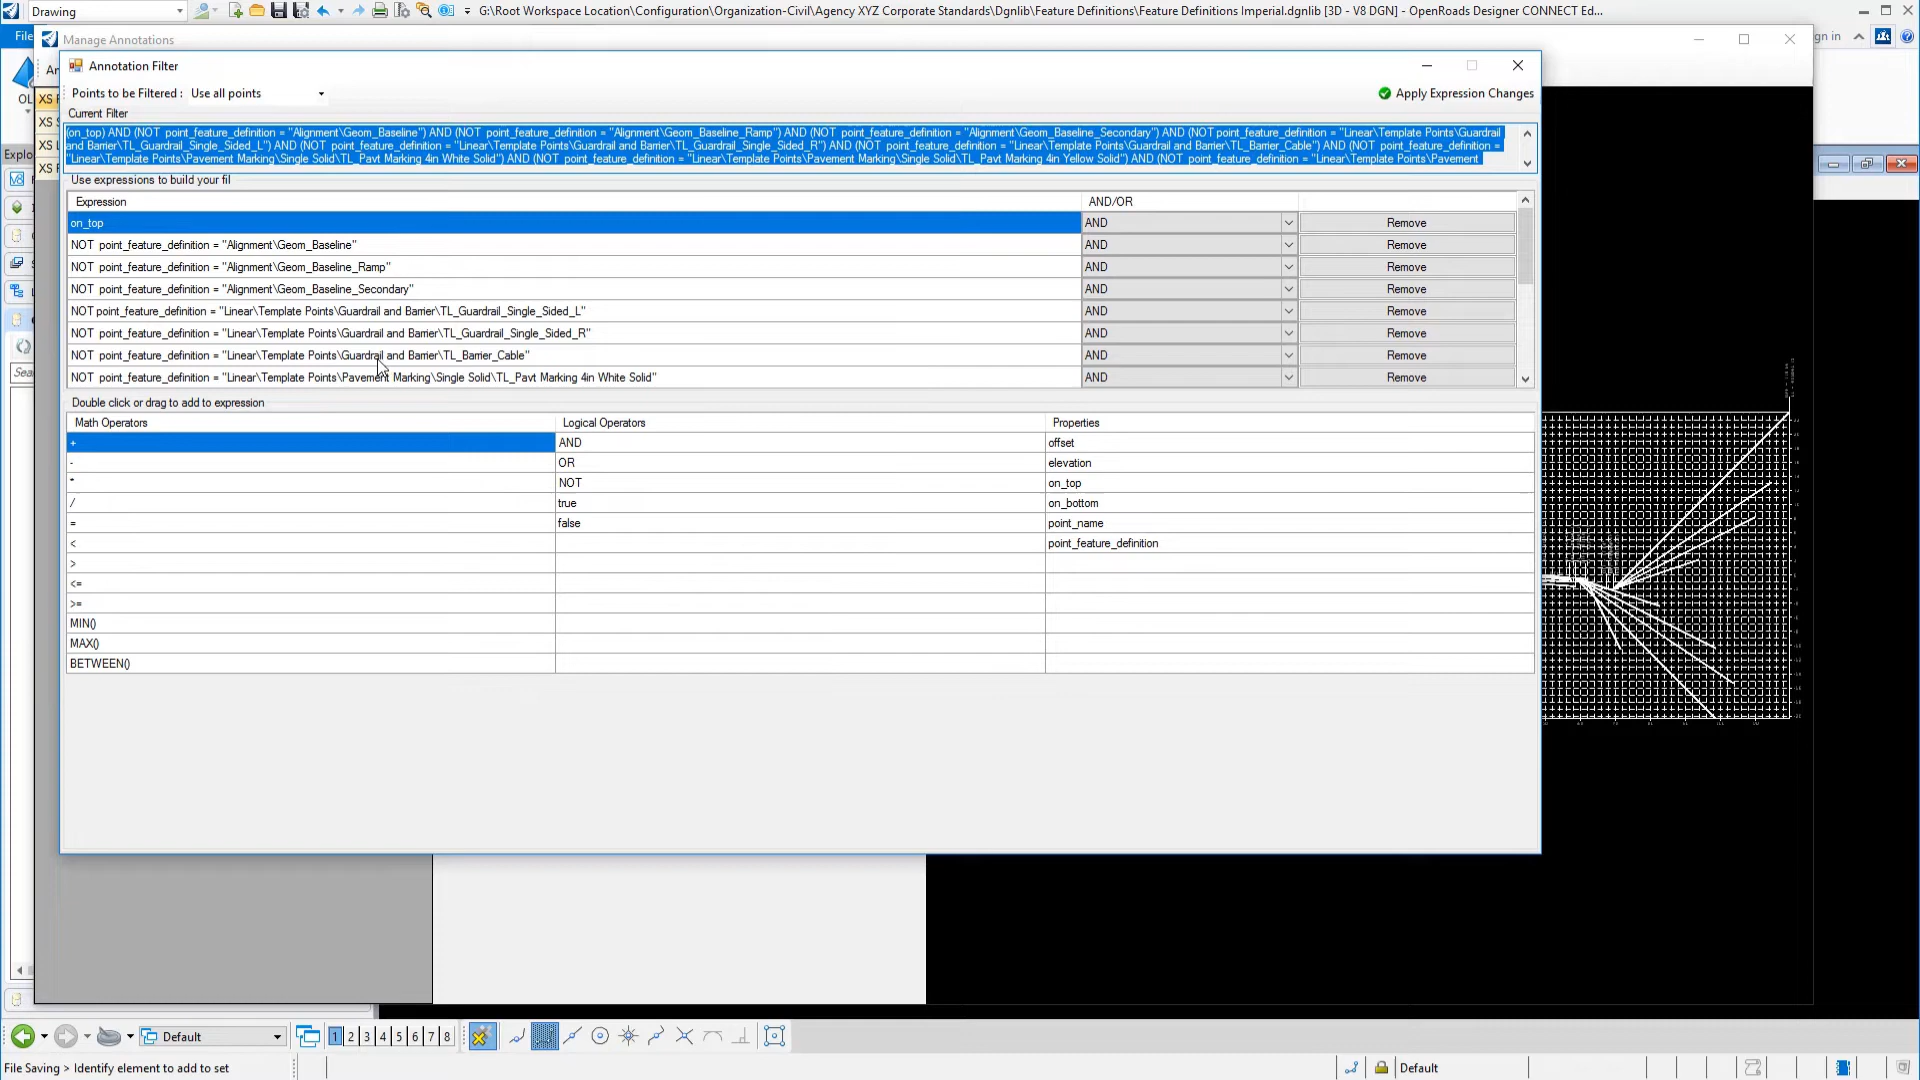 Drawing
G:\Root Workspace Location\Configuration\Organization-Civil\Agency XYZ Corporate Standards\Dgnlib\Feature Definitions\Feature Definitions Imperial.dgnlib [3D - V8 DGN] - OpenRoads Designer CONNECT Ed...
File
Manage Annotations
gn in
Annotation Filter
Points to be Filtered : Use all points
Apply Expression Changes
Current Filter
(on_top) AND (NOT point_feature_definition = "Alignment\Geom_Baseline") AND (NOT point_feature_definition = "Alignment\Geom_Baseline_Ramp") AND (NOT point_feature_definition = "Alignment\Geom_Baseline_Secondary") AND (NOT point_feature_definition = "Linear\Template Points\Guardrail
and Barrier\TL_Guardrail_Single_Sided_L") AND (NOT point_feature_definition = "Linear\Template Points\Guardrail and Barrier\TL_Guardrail_Single_Sided_R") AND (NOT point_feature_definition = "Linear\Template Points\Guardrail and Barrier\TL_Barrier_Cable") AND (NOT point_feature_definition =
"Linear\Template Points\Pavement Marking\Single Solid\TL_Pavt Marking 4in White Solid") AND (NOT point_feature_definition = "Linear\Template Points\Pavement Marking\Single Solid\TL_Pavt Marking 4in Yellow Solid") AND (NOT point_feature_definition = "Linear\Template Points\Pavement
Use expressions to build your fil
Expression AND/OR
on_top AND Remove
NOT point_feature_definition = "Alignment\Geom_Baseline" AND Remove
NOT point_feature_definition = "Alignment\Geom_Baseline_Ramp" AND Remove
NOT point_feature_definition = "Alignment\Geom_Baseline_Secondary" AND Remove
NOT point_feature_definition = "Linear\Template Points\Guardrail and Barrier\TL_Guardrail_Single_Sided_L" AND Remove
NOT point_feature_definition = "Linear\Template Points\Guardrail and Barrier\TL_Guardrail_Single_Sided_R" AND Remove
NOT point_feature_definition = "Linear\Template Points\Guardrail and Barrier\TL_Barrier_Cable" AND Remove
NOT point_feature_definition = "Linear\Template Points\Pavement Marking\Single Solid\TL_Pavt Marking 4in White Solid" AND Remove
Double click or drag to add to expression
Math Operators Logical Operators Properties
+ AND offset
- OR elevation
* NOT on_top
/ true on_bottom
= false point_name
< point_feature_definition
>
<=
>=
MIN()
MAX()
BETWEEN()
An
OL
XS
XS S
XS L
XS F
Explo
Sea
Default
1 2 3 4 5 6 7 8
File Saving > Identify element to add to set
Default